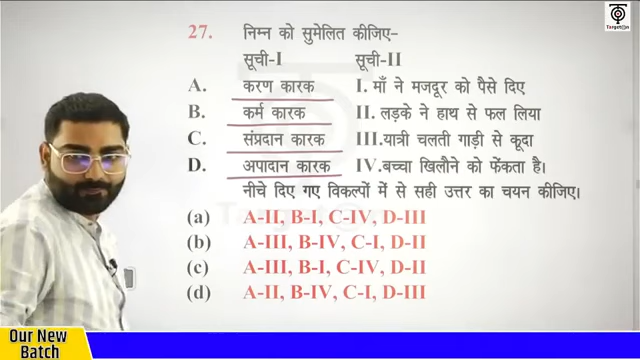 Target@n
27. निम्न को सुमेलित कीजिए-
सूची-I सूची-II
A. करण कारक I. माँ ने मजदूर को पैसे दिए
B. कर्म कारक II. लड़के ने हाथ से फल लिया
C. संप्रदान कारक III. यात्री चलती गाड़ी से कूदा
D. अपादान कारक IV. बच्चा खिलौने को फेंकता है।
नीचे दिए गए विकल्पों में से सही उत्तर का चयन कीजिए।
(a) A-II, B-I, C-IV, D-III
(b) A-III, B-IV, C-I, D-II
(c) A-III, B-I, C-IV, D-II
(d) A-II, B-IV, C-I, D-III
Our New
Batch